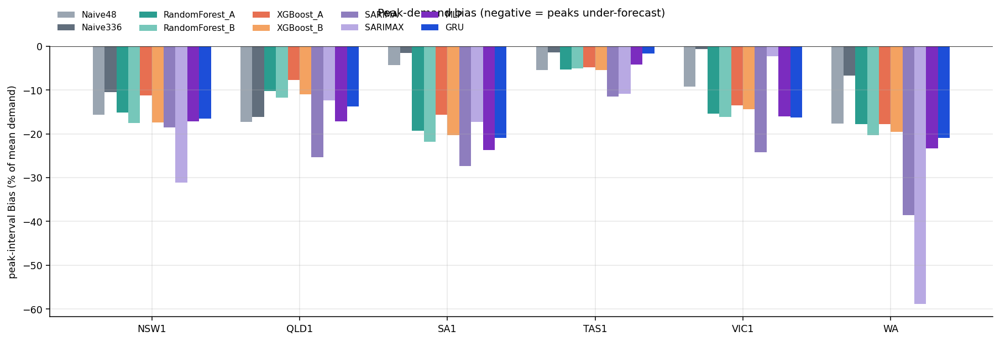 Peak-demand bias (negative = peaks under-forecast)
Naive48 RandomForest_A XGBoost_A SARIMA MLP
Naive336 RandomForest_B XGBoost_B SARIMAX GRU
peak-interval Bias (% of mean demand)
0
−10
−20
−30
−40
−50
−60
NSW1 QLD1 SA1 TAS1 VIC1 WA